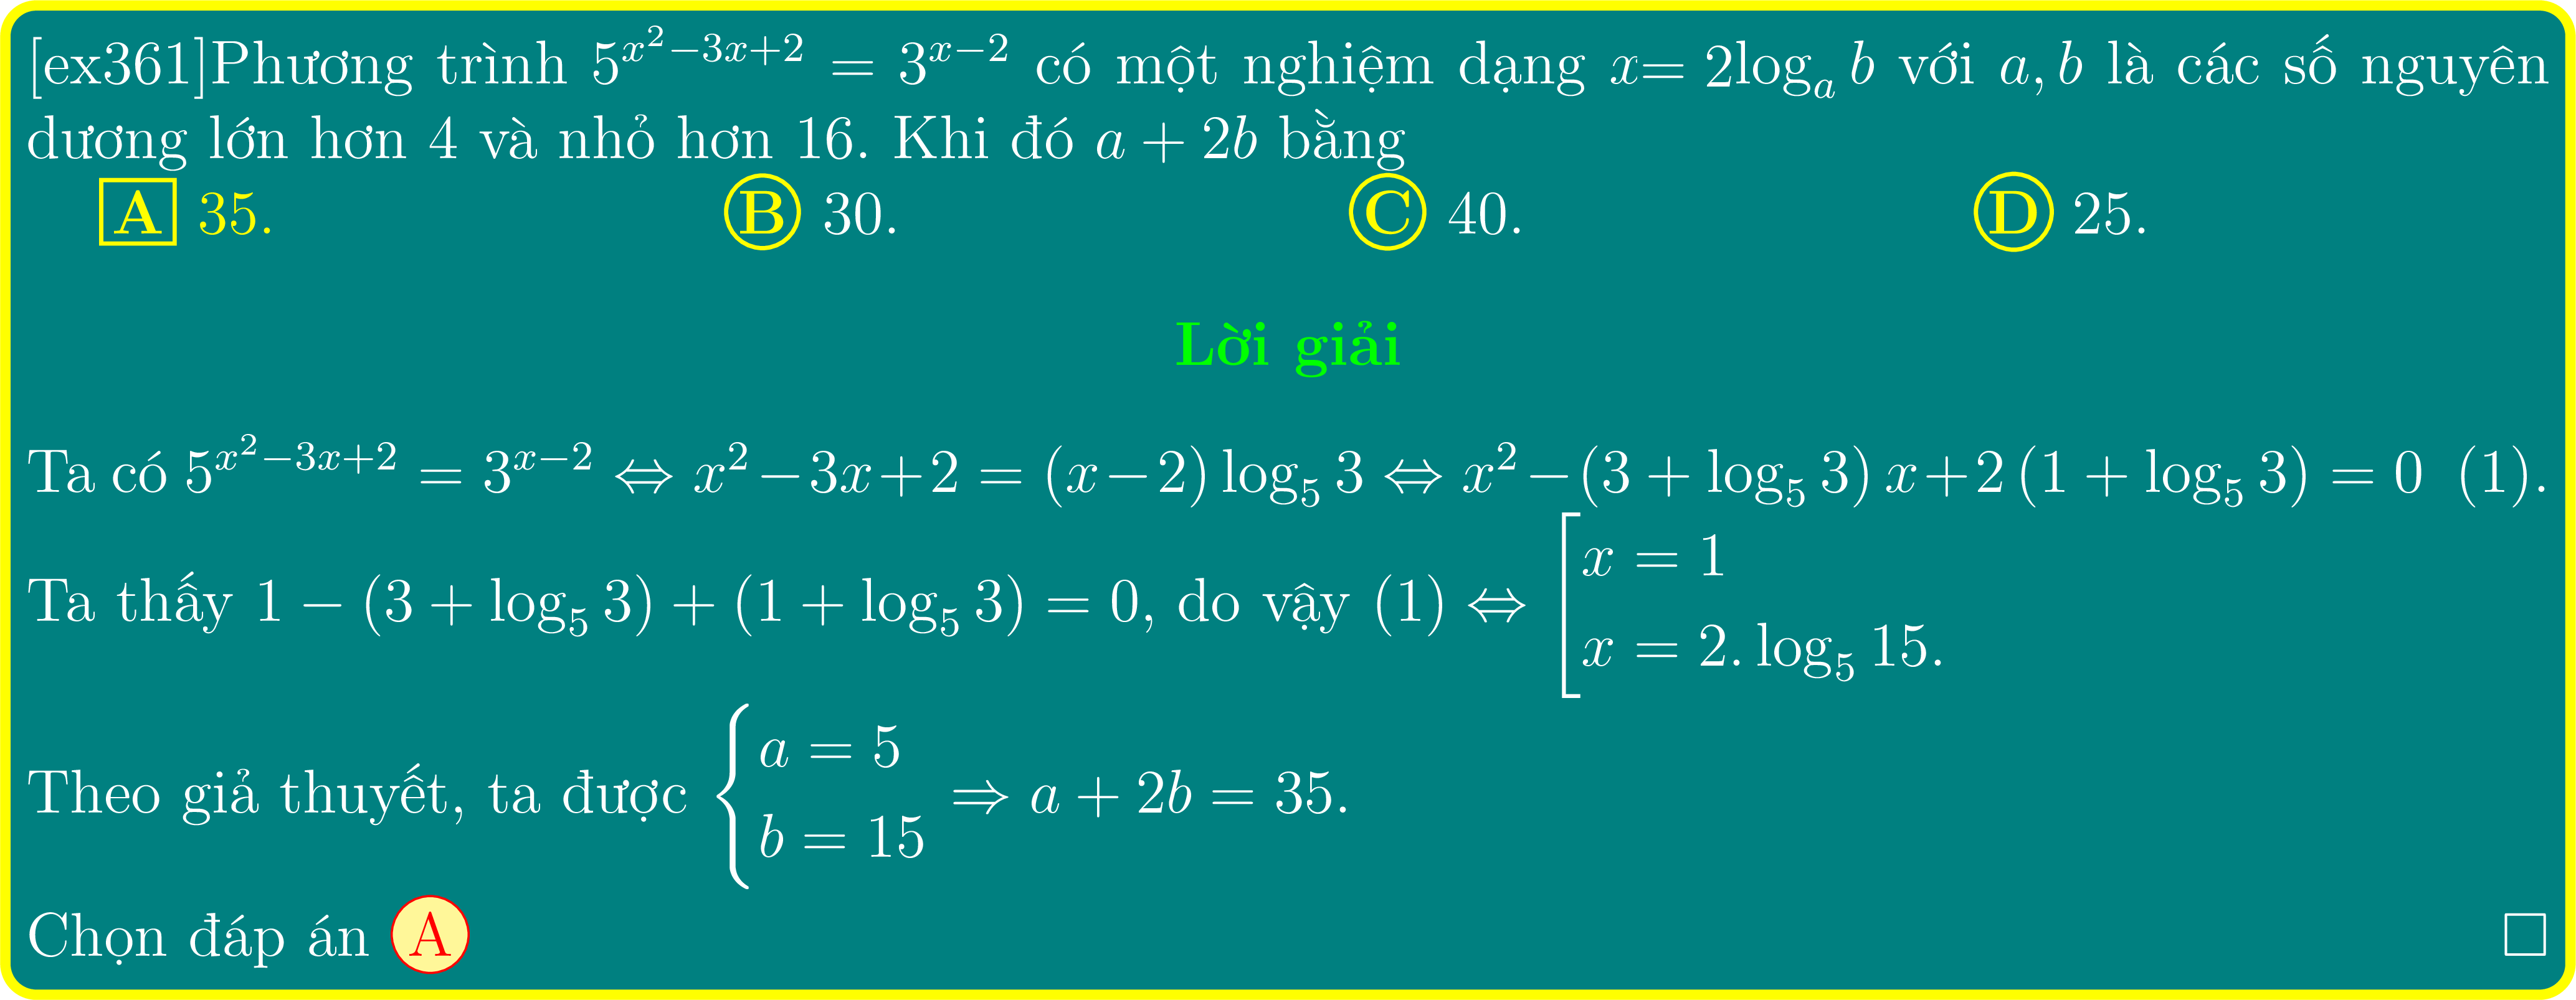 [ex361]Phương trình $5^{x^2-3x+2} = 3^{x-2}$ có một nghiệm dạng $x = 2\log_a b$ với $a, b$ là các số nguyên
dương lớn hơn 4 và nhỏ hơn 16. Khi đó $a + 2b$ bằng
A 35. B 30. C 40. D 25.
Lời giải
Ta có $5^{x^2-3x+2} = 3^{x-2} \Leftrightarrow x^2 - 3x + 2 = (x - 2)\log_5 3 \Leftrightarrow x^2 - (3 + \log_5 3)x + 2(1 + \log_5 3) = 0$ (1).
Ta thấy $1 - (3 + \log_5 3) + (1 + \log_5 3) = 0$, do vậy (1) $\Leftrightarrow \left[\begin{array}{l} x = 1 \\ x = 2.\log_5 15. \end{array}\right.$
Theo giả thuyết, ta được $\begin{cases} a = 5 \\ b = 15 \end{cases} \Rightarrow a + 2b = 35.$
Chọn đáp án A □